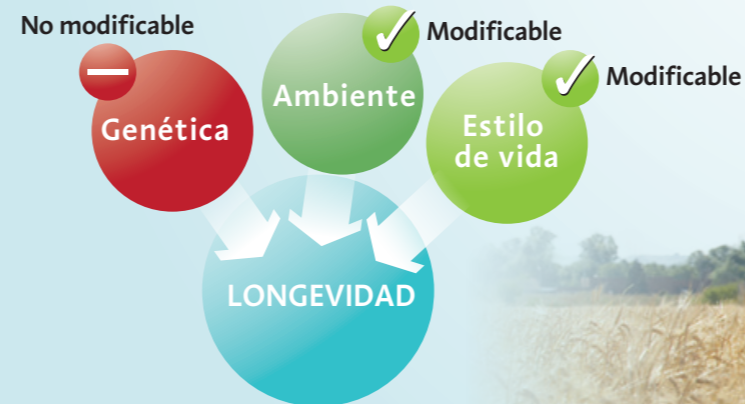 No modificable
Genética
Ambiente
Modificable
Estilo
de vida
Modificable
LONGEVIDAD